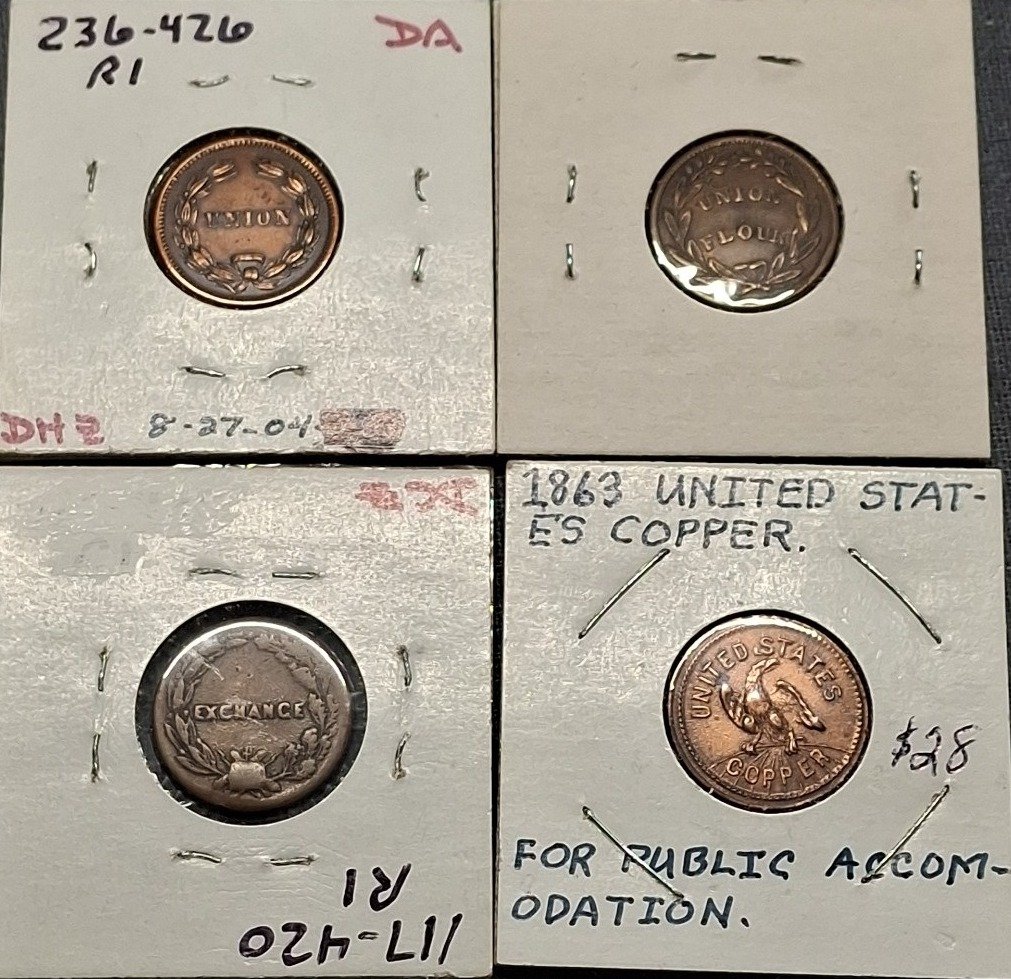 236-426
DA
R1
UNION
DH2
8-27-04
UNION
FLOUR
EXCHANGE
R1
117-420
1863 UNITED STAT-
ES COPPER.
UNITED STATES
COPPER
$28
FOR PUBLIC ACCOM-
ODATION.